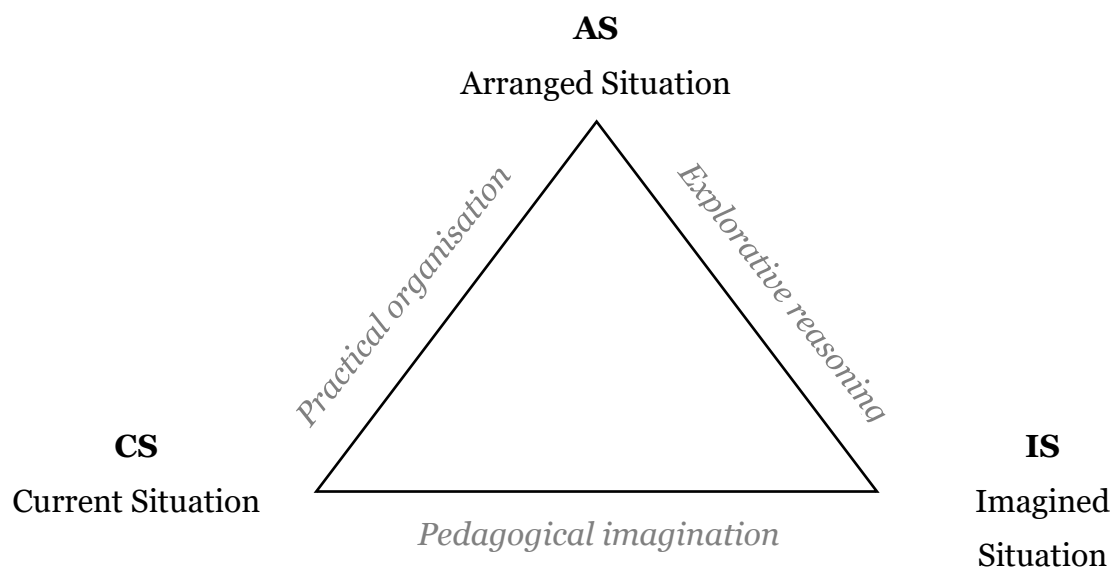 AS
Arranged Situation
Practical organisation
Explorative reasoning
CS
Current Situation
IS
Imagined
Situation
Pedagogical imagination